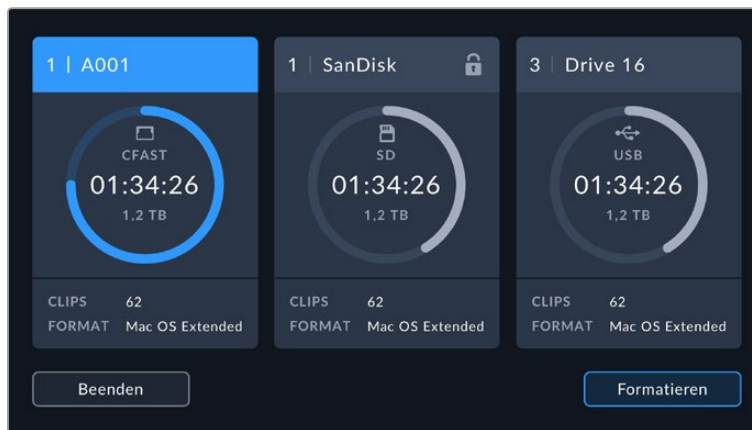 1 | A001
CFAST
01:34:26
1,2 TB
CLIPS 62
FORMAT Mac OS Extended
1 | SanDisk
SD
01:34:26
1,2 TB
CLIPS 62
FORMAT Mac OS Extended
3 | Drive 16
USB
01:34:26
1,2 TB
CLIPS 62
FORMAT Mac OS Extended
Beenden
Formatieren